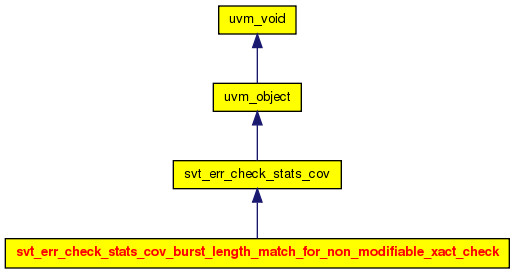 uvm_void
uvm_object
svt_err_check_stats_cov
svt_err_check_stats_cov_burst_length_match_for_non_modifiable_xact_check